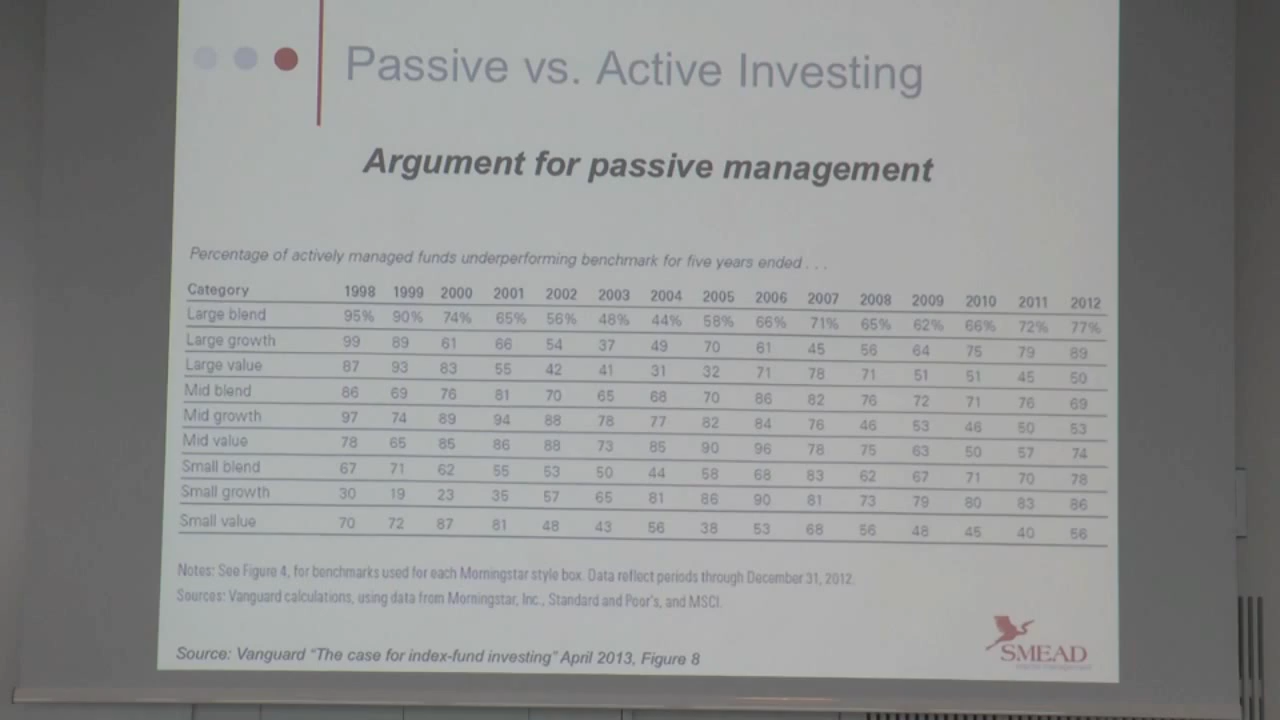 Passive vs. Active Investing
Argument for passive management
Percentage of actively managed funds underperforming benchmark for five years ended . . .
Category 1998 1999 2000 2001 2002 2003 2004 2005 2006 2007 2008 2009 2010 2011 2012
Large blend 95% 90% 74% 65% 56% 48% 44% 58% 66% 71% 65% 62% 66% 72% 77%
Large growth 99 89 61 66 54 37 49 70 61 45 56 64 75 79 89
Large value 87 93 83 55 42 41 31 32 71 78 71 51 51 45 50
Mid blend 86 69 76 81 70 65 68 70 86 82 76 72 71 76 69
Mid growth 97 74 89 94 88 78 77 82 84 76 46 53 46 50 53
Mid value 78 65 85 86 88 73 85 90 96 78 75 63 50 57 74
Small blend 67 71 62 55 53 50 44 58 68 83 62 67 71 70 78
Small growth 30 19 23 35 57 65 81 86 90 81 73 79 80 83 86
Small value 70 72 87 81 48 43 56 38 53 68 56 48 45 40 56
Notes: See Figure 4, for benchmarks used for each Morningstar style box. Data reflect periods through December 31, 2012.
Sources: Vanguard calculations, using data from Morningstar, Inc., Standard and Poor's, and MSCI.
Source: Vanguard "The case for index-fund investing" April 2013, Figure 8
SMEAD